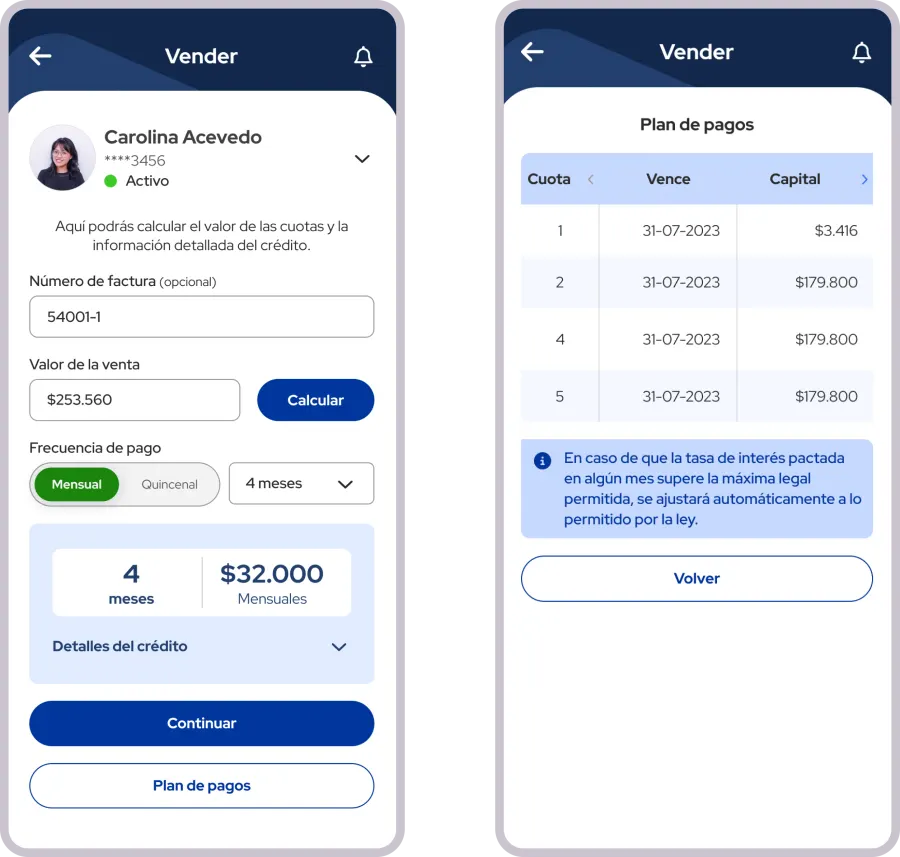 Vender
Carolina Acevedo
****3456
Activo
Aquí podrás calcular el valor de las cuotas y la
información detallada del crédito.
Número de factura (opcional)
54001-1
Valor de la venta
$253.560
Calcular
Frecuencia de pago
Mensual
Quincenal
4 meses
4
meses
$32.000
Mensuales
Detalles del crédito
Continuar
Plan de pagos
Vender
Plan de pagos
Cuota Vence Capital
1 31-07-2023 $3.416
2 31-07-2023 $179.800
4 31-07-2023 $179.800
5 31-07-2023 $179.800
En caso de que la tasa de interés pactada
en algún mes supere la máxima legal
permitida, se ajustará automáticamente a lo
permitido por la ley.
Volver